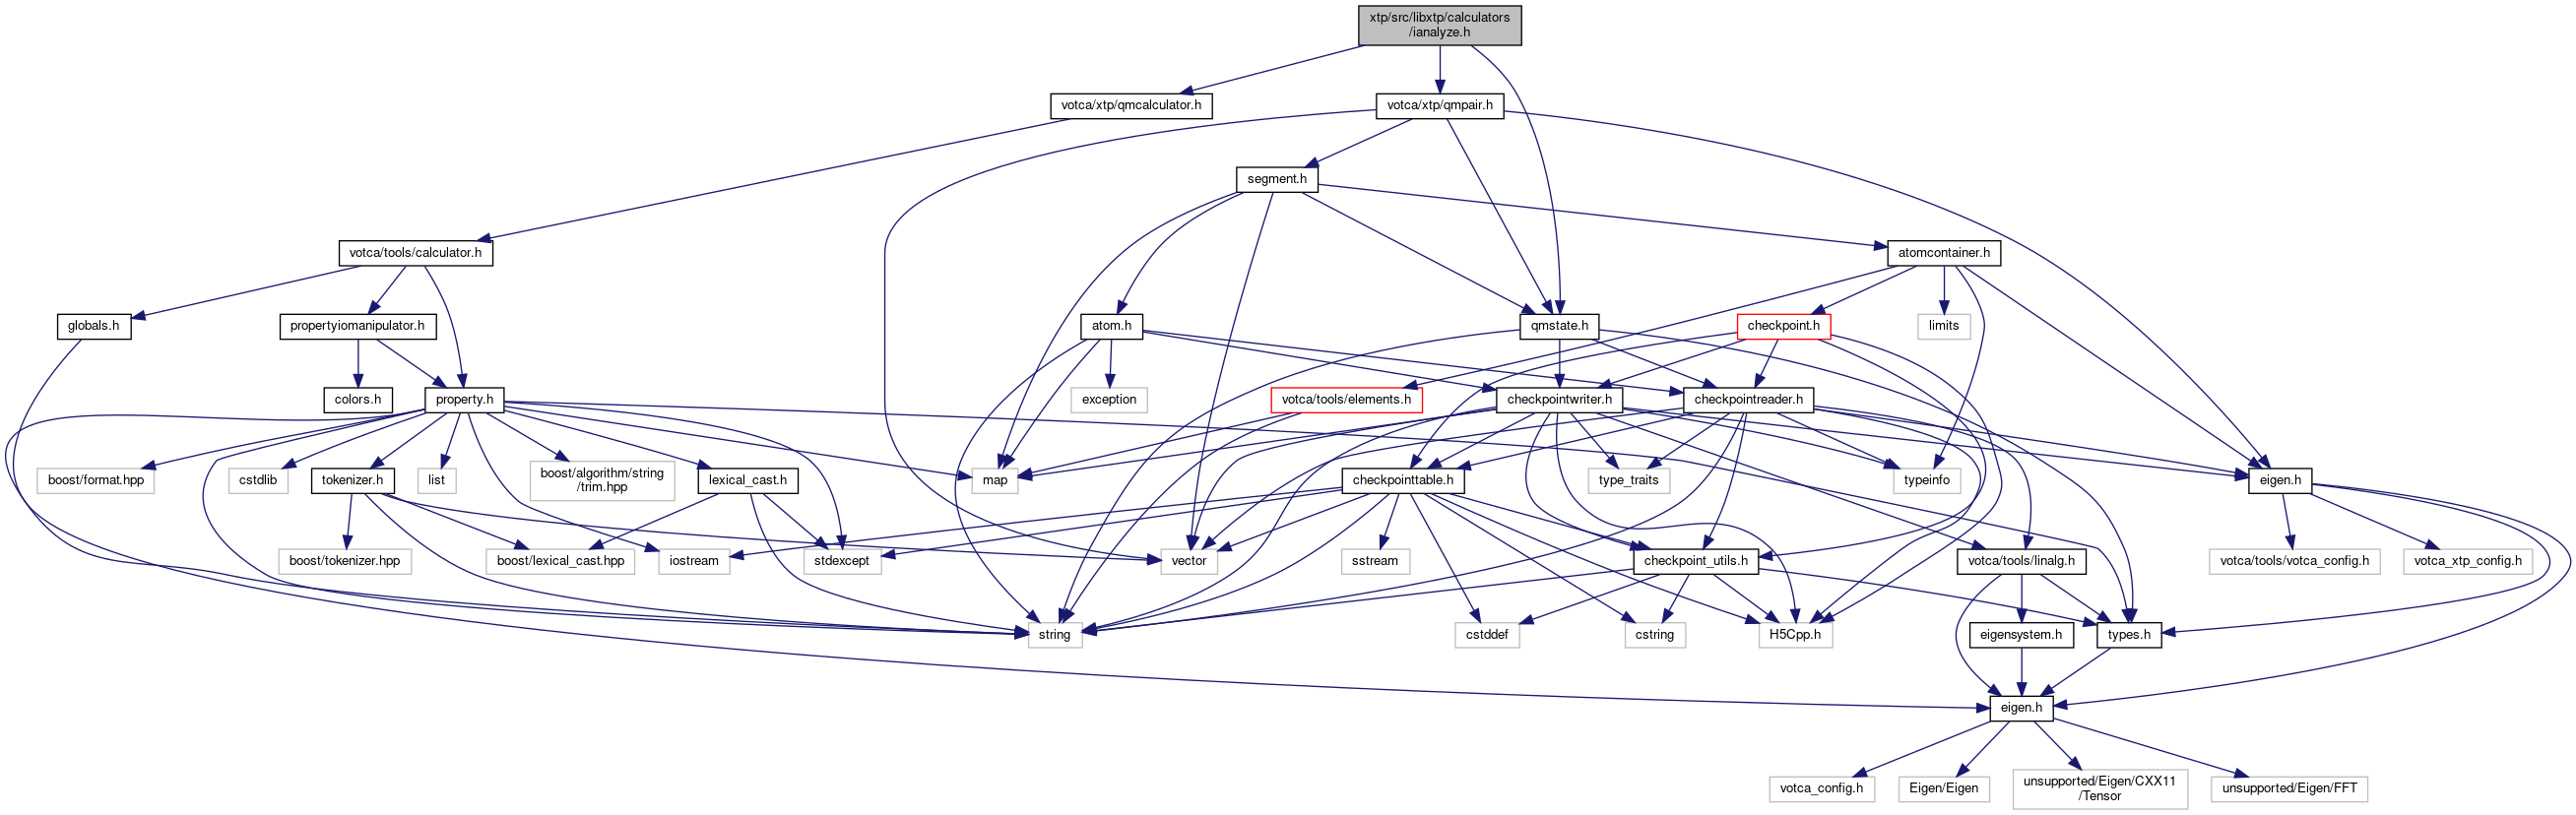 xtp/src/libxtp/calculators
/ianalyze.h
votca/xtp/qmcalculator.h
votca/xtp/qmpair.h
segment.h
votca/tools/calculator.h
atomcontainer.h
globals.h
propertyiomanipulator.h
atom.h
qmstate.h
checkpoint.h
limits
colors.h
property.h
exception
votca/tools/elements.h
checkpointwriter.h
checkpointreader.h
boost/format.hpp
cstdlib
tokenizer.h
list
boost/algorithm/string
/trim.hpp
lexical_cast.h
map
checkpointtable.h
type_traits
typeinfo
eigen.h
boost/tokenizer.hpp
boost/lexical_cast.hpp
iostream
stdexcept
vector
sstream
checkpoint_utils.h
votca/tools/linalg.h
votca/tools/votca_config.h
votca_xtp_config.h
string
cstddef
cstring
H5Cpp.h
eigensystem.h
types.h
eigen.h
votca_config.h
Eigen/Eigen
unsupported/Eigen/CXX11
/Tensor
unsupported/Eigen/FFT